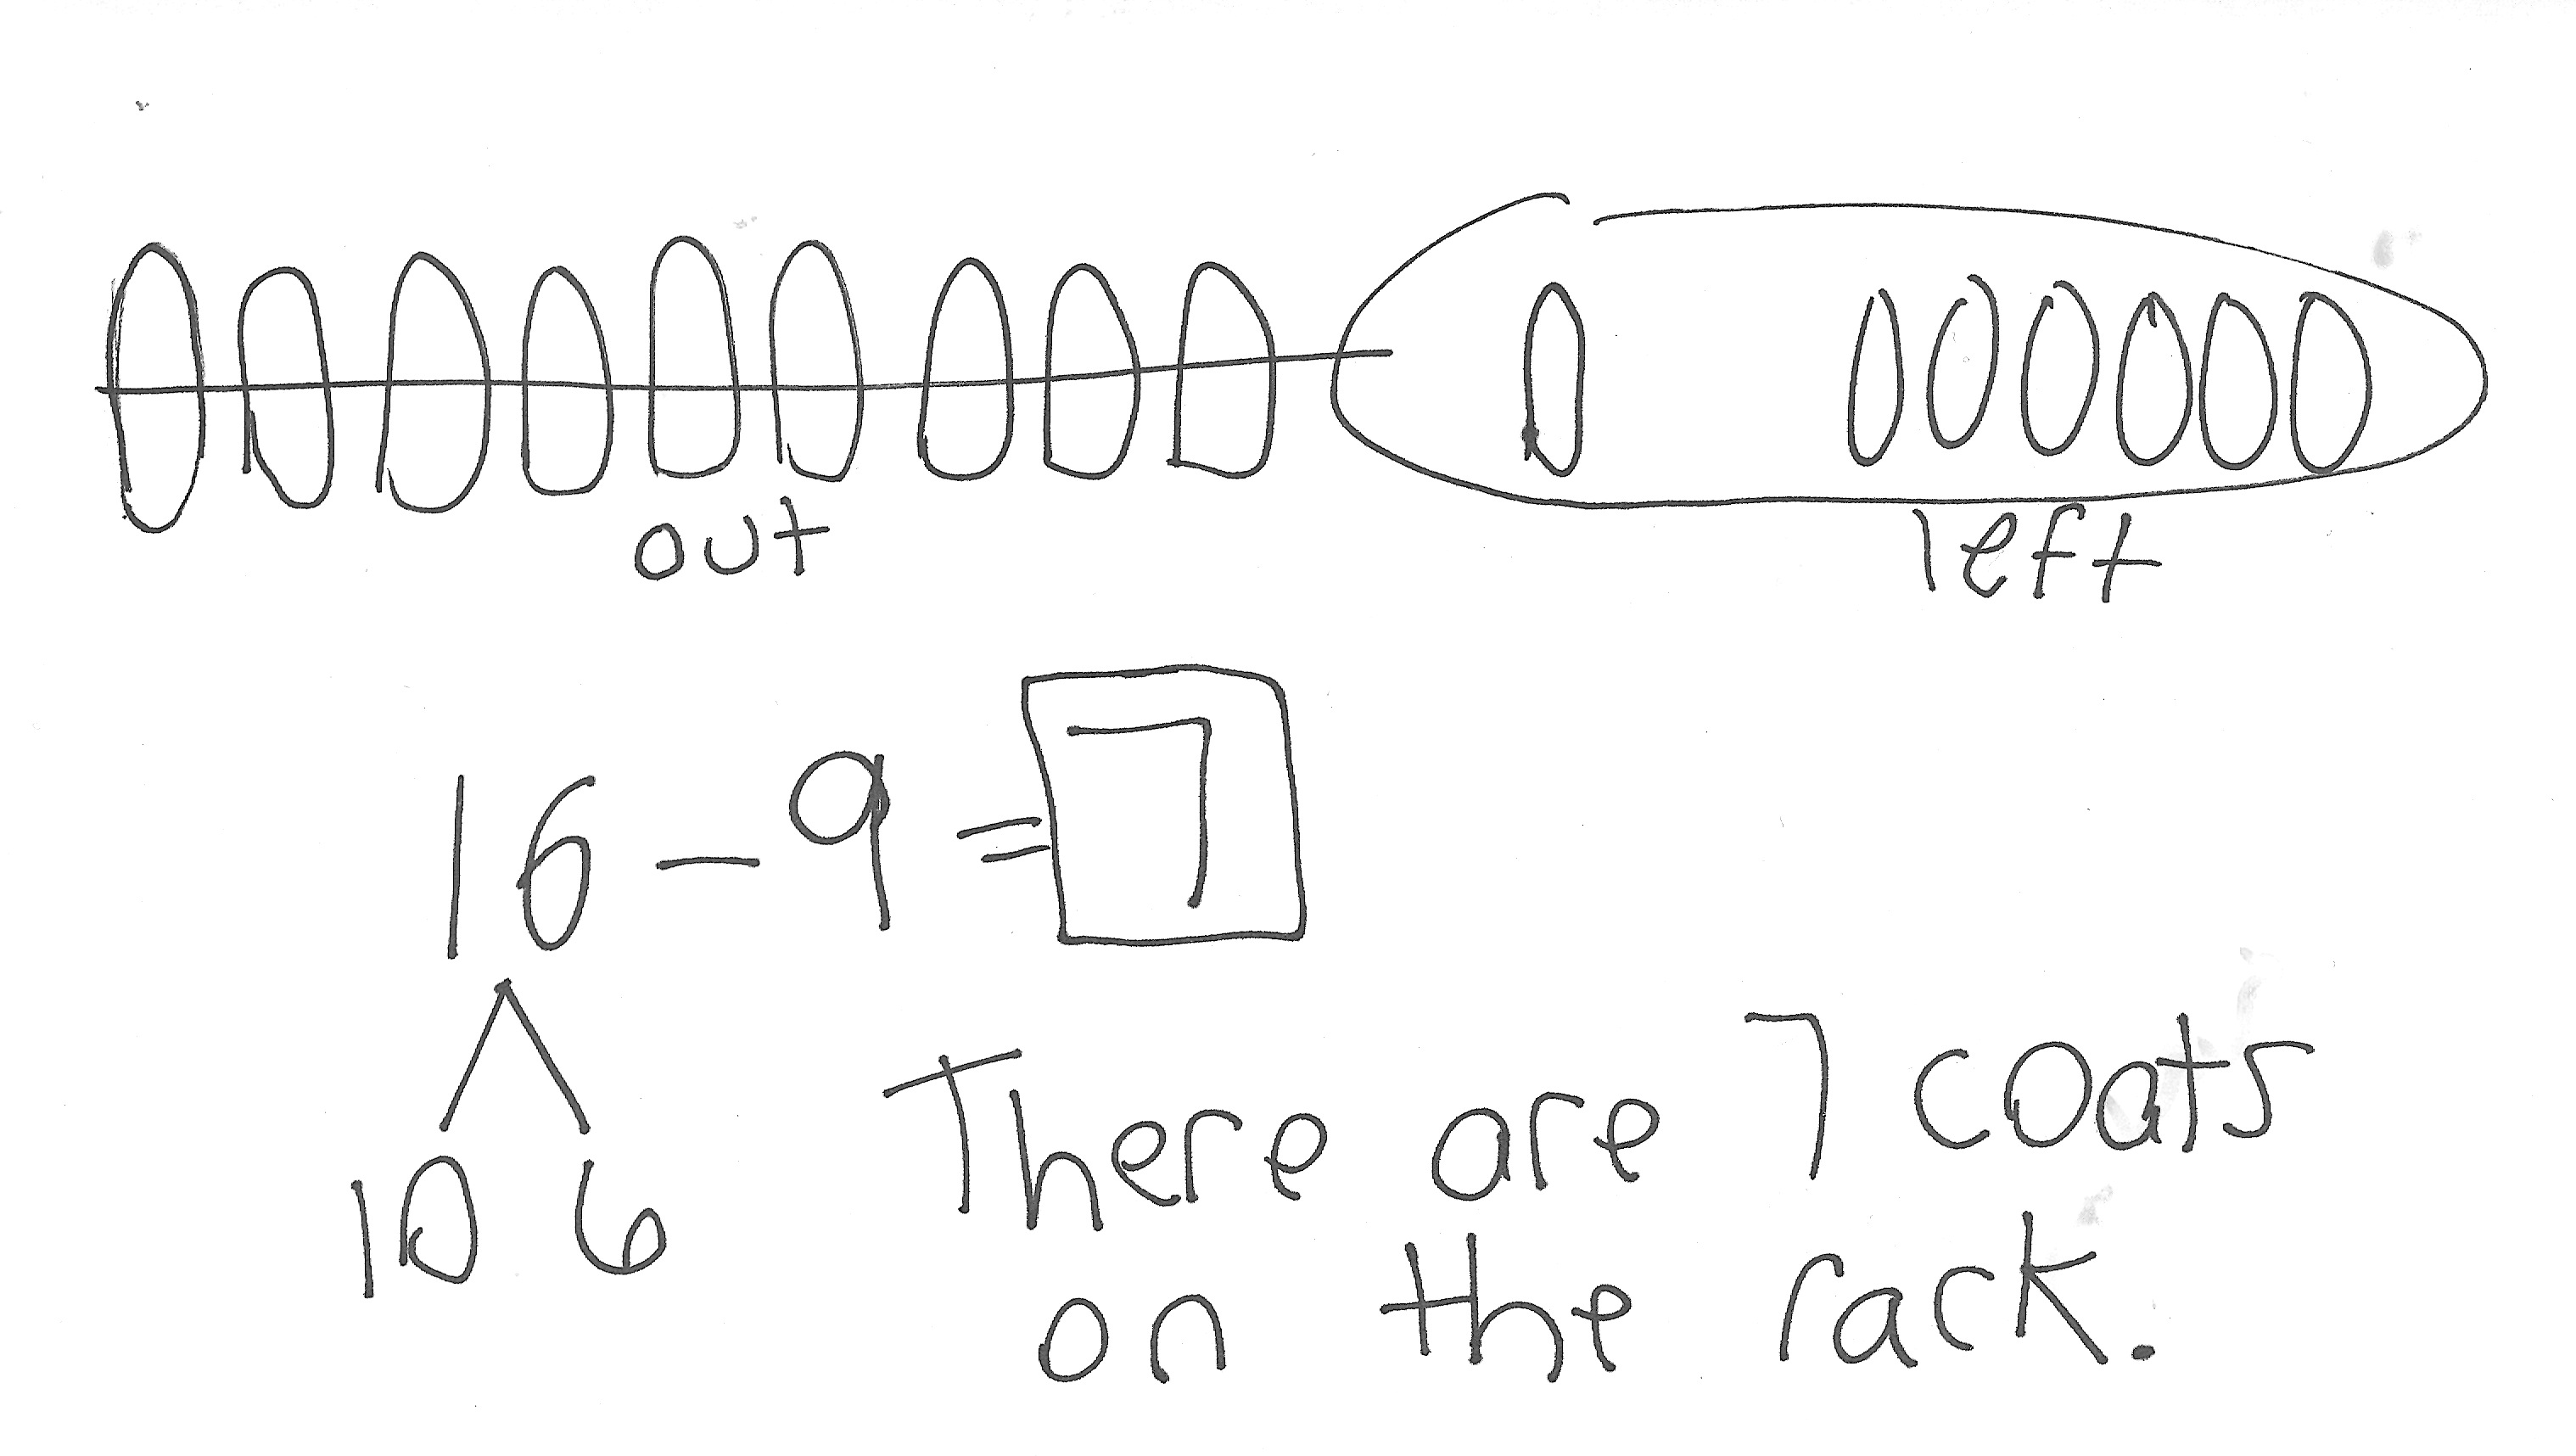 out left
16 - 9 = 7
10 6
There are 7 coats
on the rack.